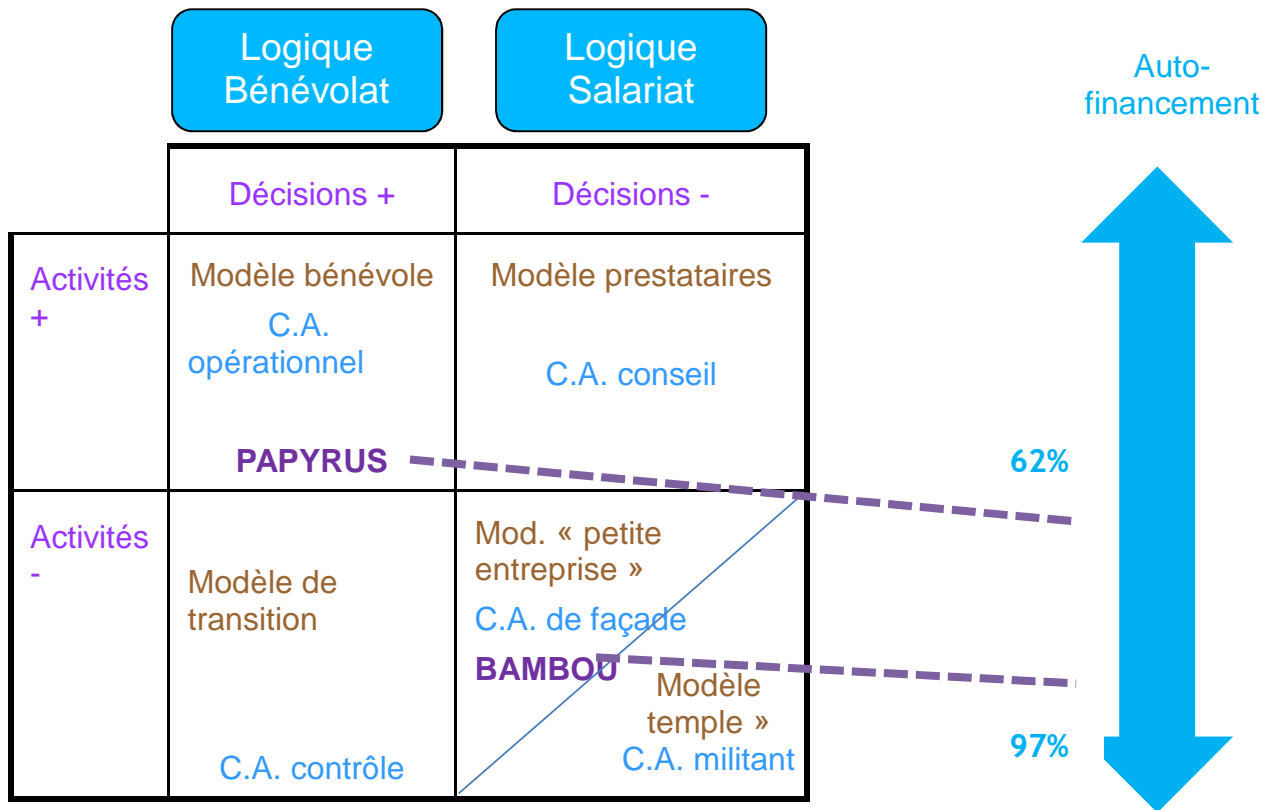 Logique
Bénévolat
Logique
Salariat
Auto-
financement
Décisions +
Décisions -
Activités
+
Modèle bénévole
C.A.
opérationnel
PAPYRUS
Modèle prestataires
C.A. conseil
62%
Activités
-
Modèle de
transition
C.A. contrôle
Mod. « petite
entreprise »
C.A. de façade
BAMBOU
Modèle
temple »
C.A. militant
97%